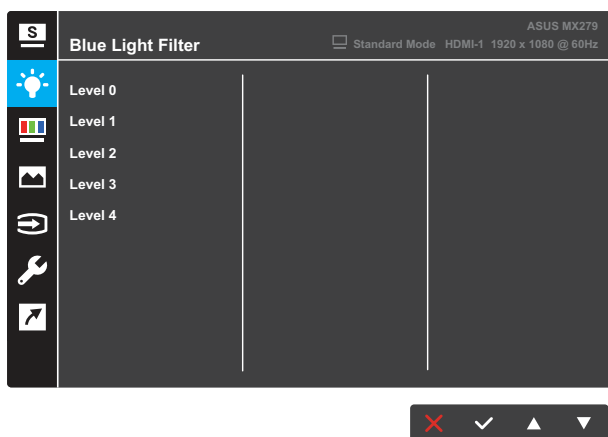 S
ASUS MX279
Blue Light Filter
Standard Mode HDMI-1 1920 x 1080 @ 60Hz
Level 0
Level 1
Level 2
Level 3
Level 4